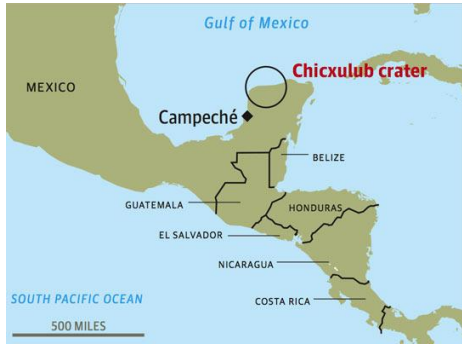 Gulf of Mexico
Chicxulub crater
MEXICO
Campeché
BELIZE
GUATEMALA
HONDURAS
EL SALVADOR
NICARAGUA
SOUTH PACIFIC OCEAN
COSTA RICA
500 MILES